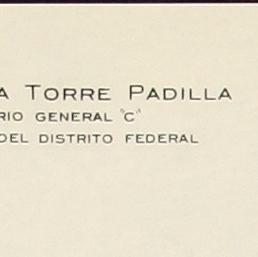 A TORRE PADILLA
RIO GENERAL "C"
DEL DISTRITO FEDERAL